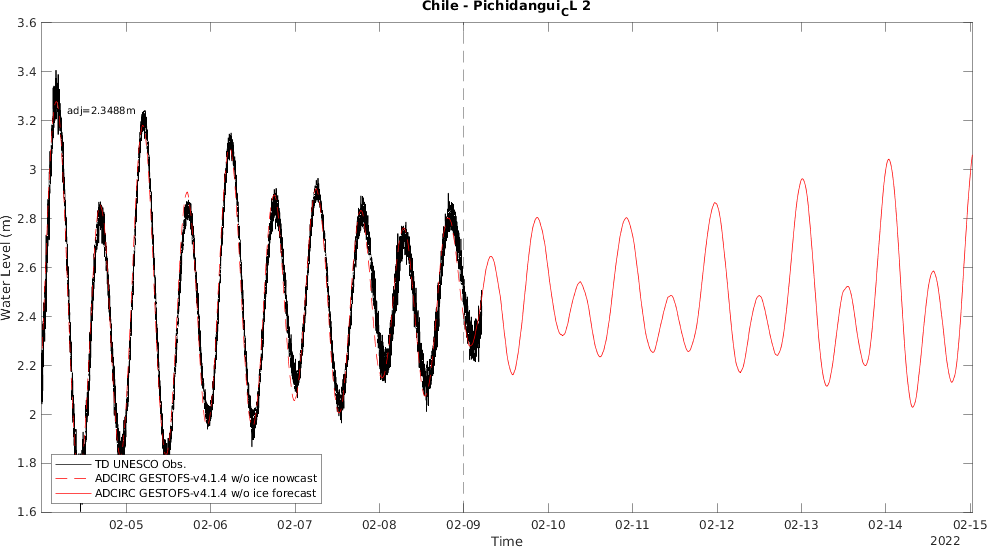 Chile - PichidanguiCL 2
3.6
3.4
3.2
3
2.8
2.6
2.4
2.2
2
1.8
1.6
Water Level (m)
adj=2.3488m
TD UNESCO Obs.
ADCIRC GESTOFS-v4.1.4 w/o ice nowcast
ADCIRC GESTOFS-v4.1.4 w/o ice forecast
02-05 02-06 02-07 02-08 02-09 02-10 02-11 02-12 02-13 02-14 02-15
Time
2022